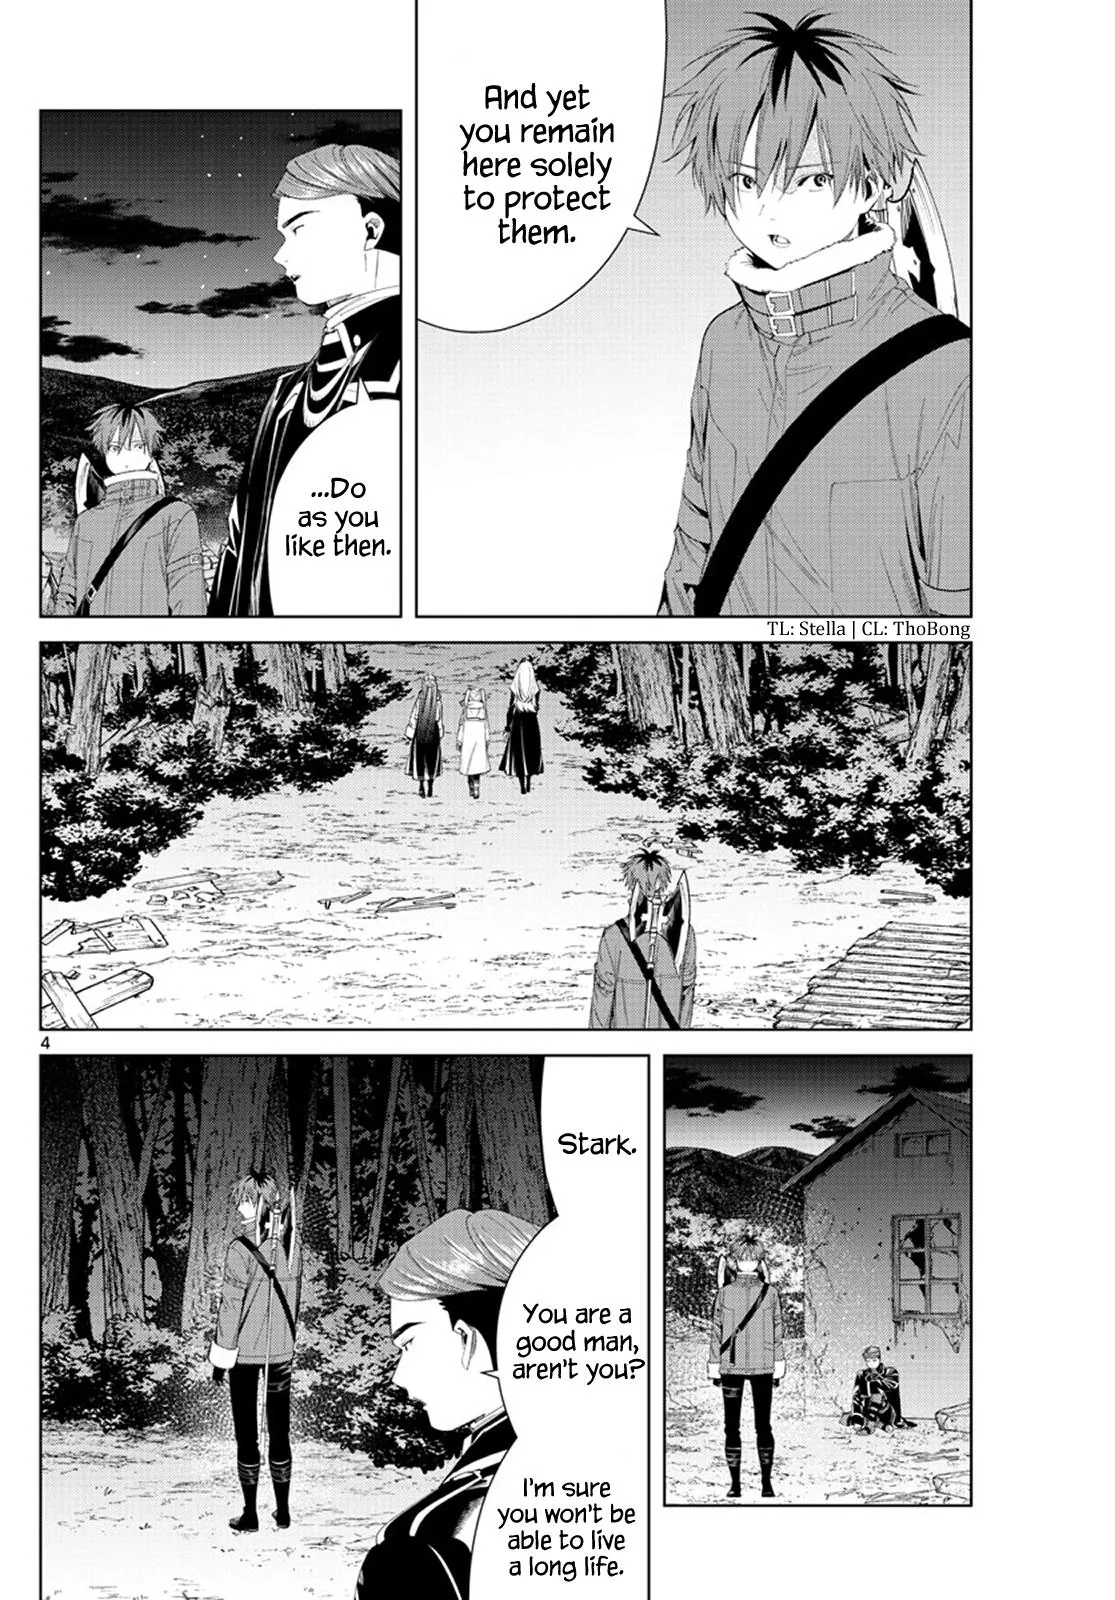 And yet
you remain
here solely
to protect
them.
...Do
as you
like then.
TL: Stella | CL: ThoBong
4
Stark.
You are a
good man,
aren't you?
I'm sure
you won't be
able to live
a long life.